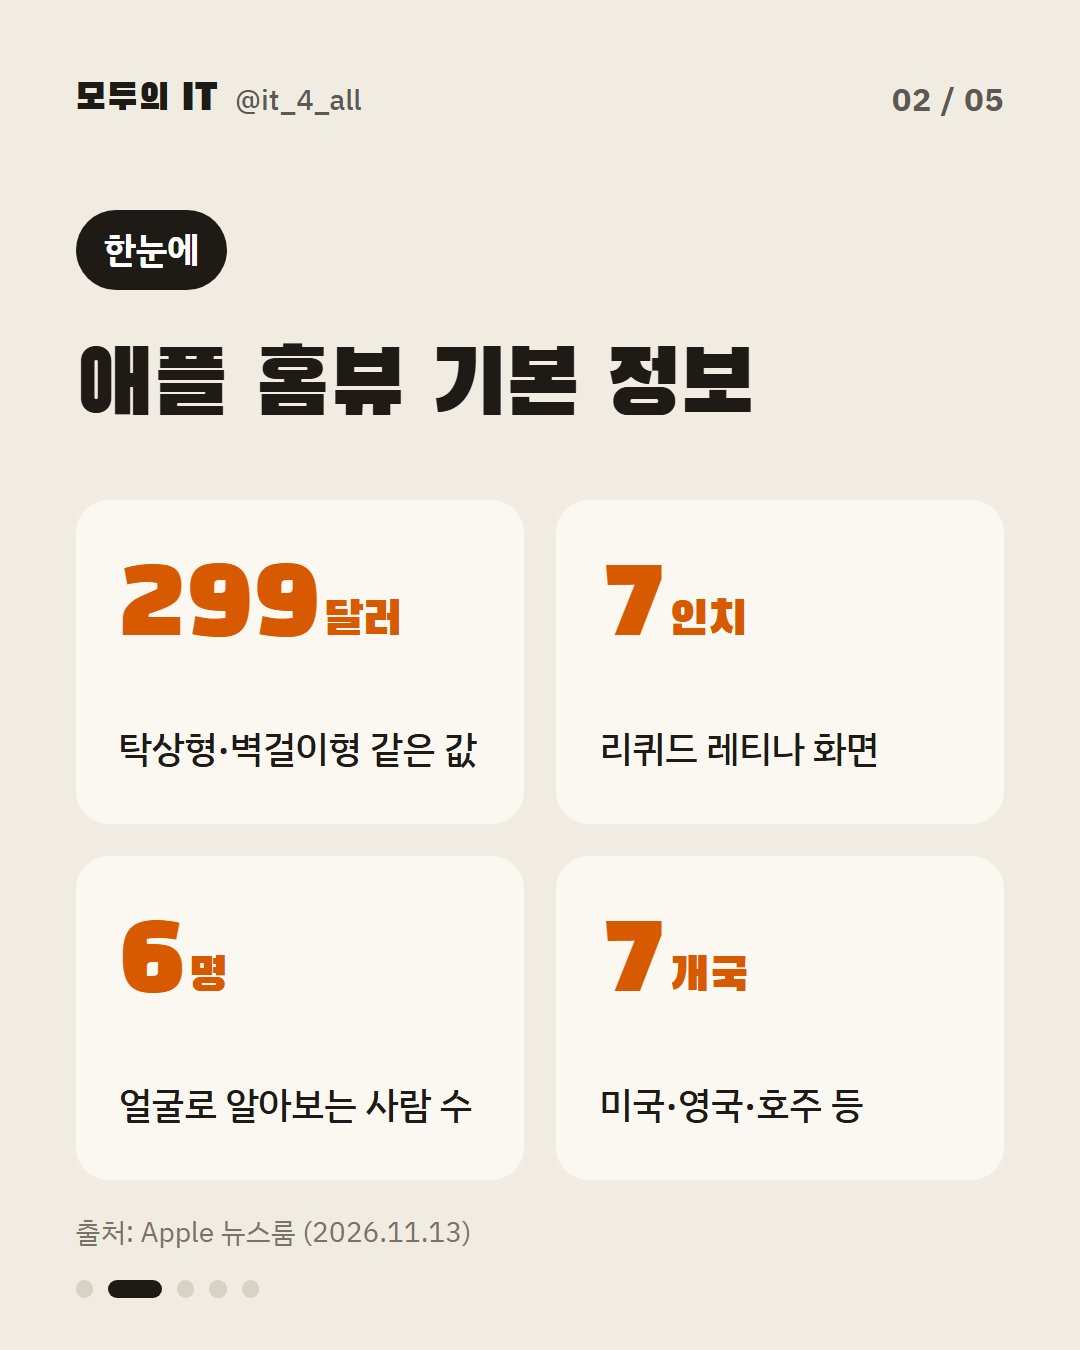 모두의 IT @it_4_all
02 / 05
한눈에
애플 홈뷰 기본 정보
299달러
탁상형·벽걸이형 같은 값
7인치
리퀴드 레티나 화면
6명
얼굴로 알아보는 사람 수
7개국
미국·영국·호주 등
출처: Apple 뉴스룸 (2026.11.13)